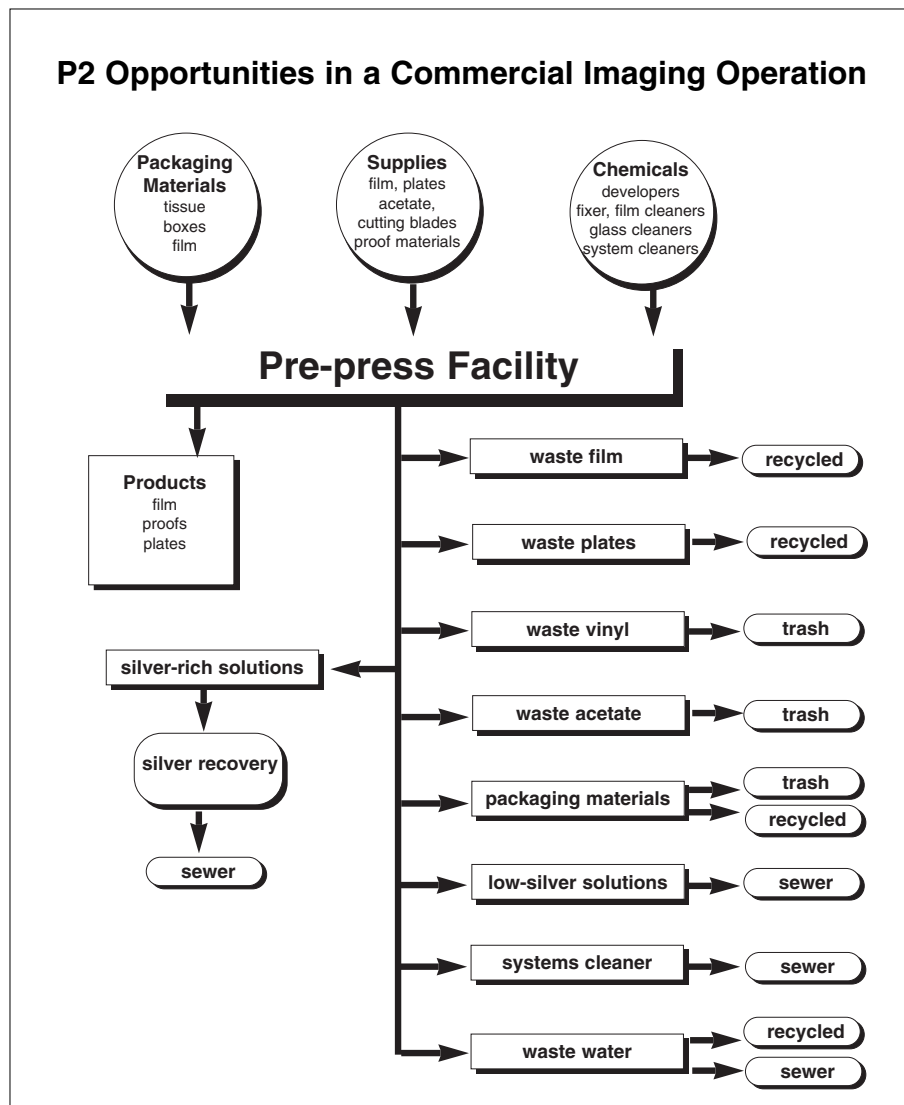 P2 Opportunities in a Commercial Imaging Operation
Packaging
Materials
tissue
boxes
film
Supplies
film, plates
acetate,
cutting blades
proof materials
Chemicals
developers
fixer, film cleaners
glass cleaners
system cleaners
Pre-press Facility
Products
film
proofs
plates
silver-rich solutions
silver recovery
sewer
waste film
recycled
waste plates
recycled
waste vinyl
trash
waste acetate
trash
packaging materials
trash
recycled
low-silver solutions
sewer
systems cleaner
sewer
waste water
recycled
sewer